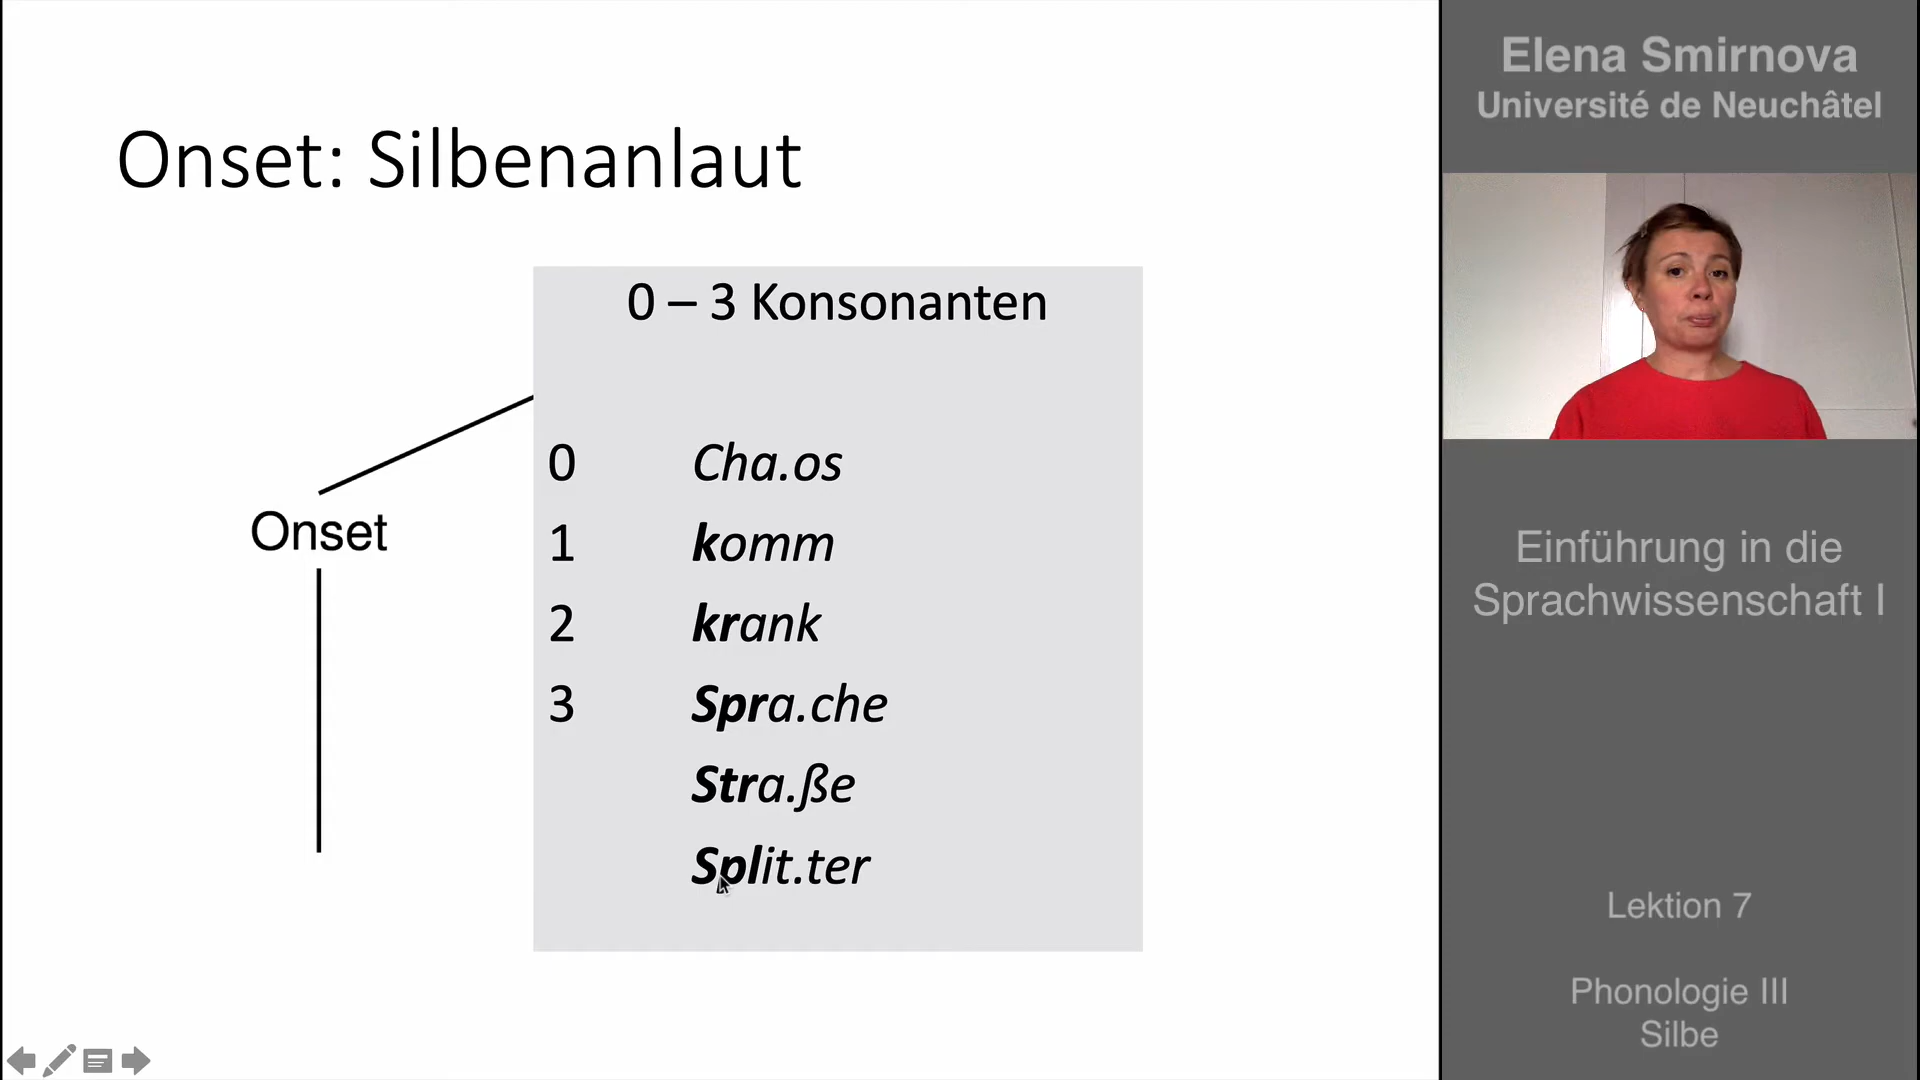 Onset: Silbenanlaut
0 – 3 Konsonanten
0 Cha.os
1 komm
2 krank
3 Spra.che
Stra.ße
Split.ter
Onset
Elena Smirnova
Université de Neuchâtel
Einführung in die
Sprachwissenschaft I
Lektion 7
Phonologie III
Silbe